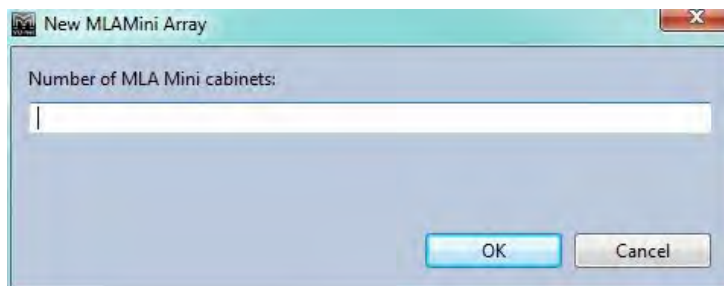 New MLAMini Array
Number of MLA Mini cabinets:
OK
Cancel